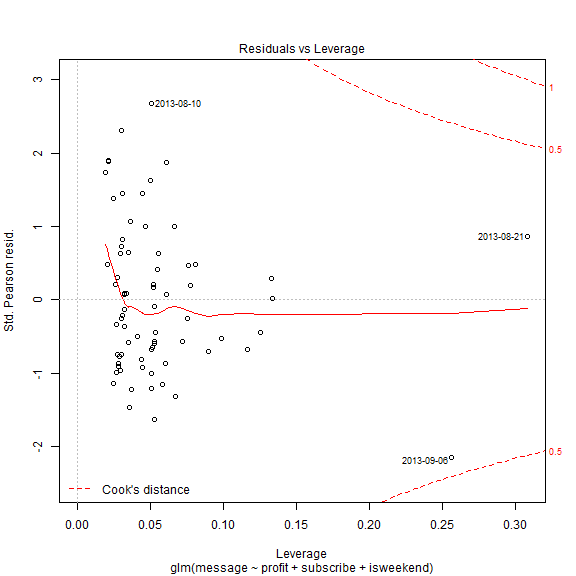 Residuals vs Leverage
3
2
1
0
-1
-2
Std. Pearson resid.
2013-08-10
2013-08-21
2013-09-06
1
0.5
0.5
Cook's distance
0.00 0.05 0.10 0.15 0.20 0.25 0.30
Leverage
glm(message ~ profit + subscribe + isweekend)